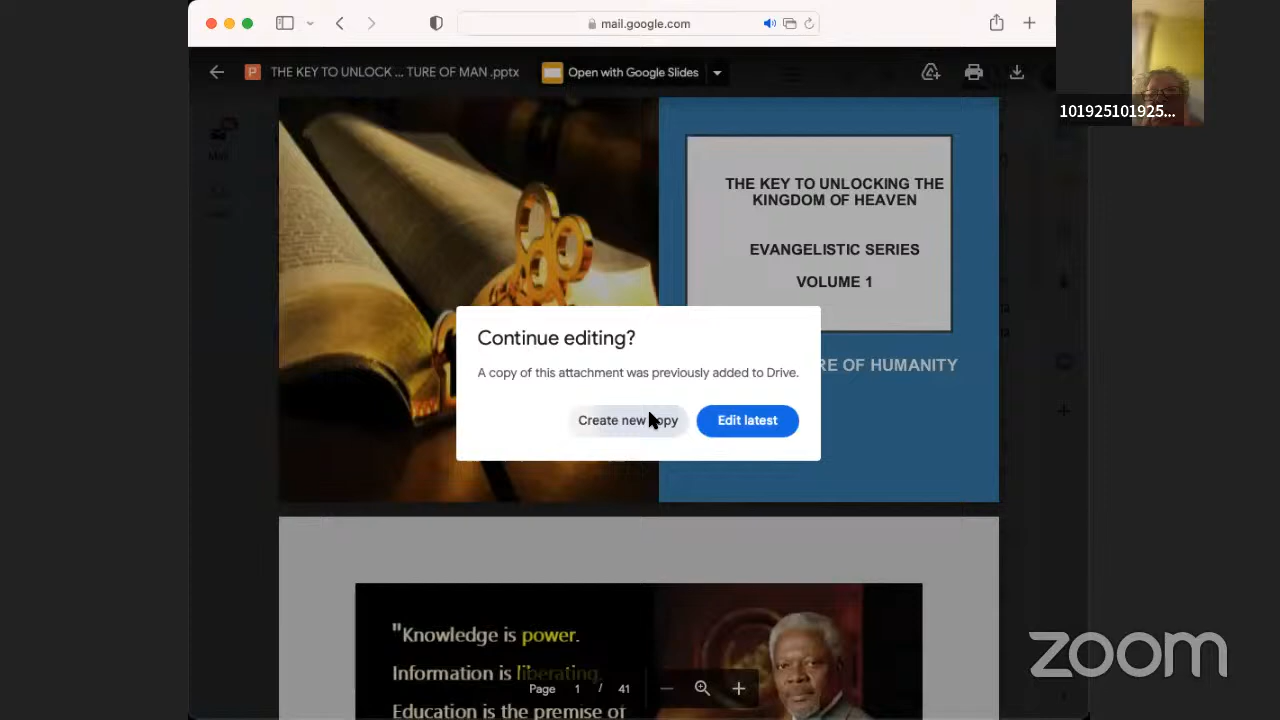 mail.google.com
P
THE KEY TO UNLOCK ... TURE OF MAN .pptx
Open with Google Slides
101925101925...
THE KEY TO UNLOCKING THE
KINGDOM OF HEAVEN
EVANGELISTIC SERIES
VOLUME 1
RE OF HUMANITY
Continue editing?
A copy of this attachment was previously added to Drive.
Create new copy
Edit latest
"Knowledge is power.
Information is liberating.
Education is the premise of
Page 1 / 41
zoom